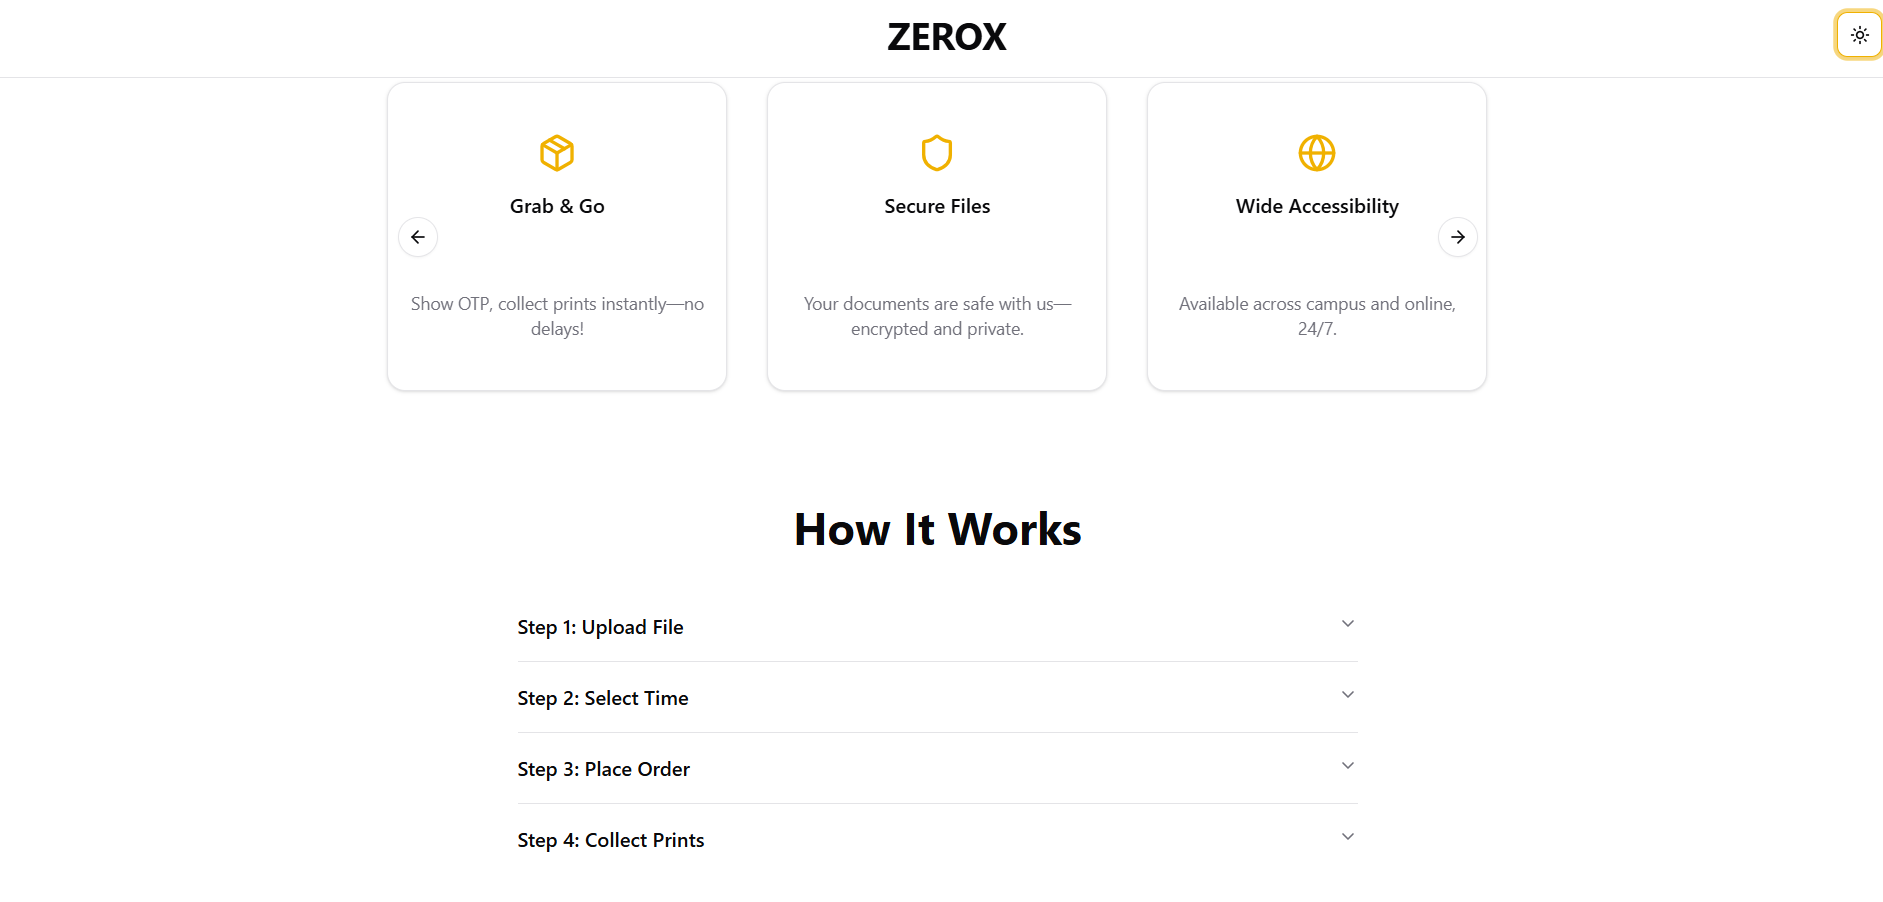 ZEROX
Grab & Go
Show OTP, collect prints instantly—no
delays!
Secure Files
Your documents are safe with us—
encrypted and private.
Wide Accessibility
Available across campus and online,
24/7.
How It Works
Step 1: Upload File
Step 2: Select Time
Step 3: Place Order
Step 4: Collect Prints